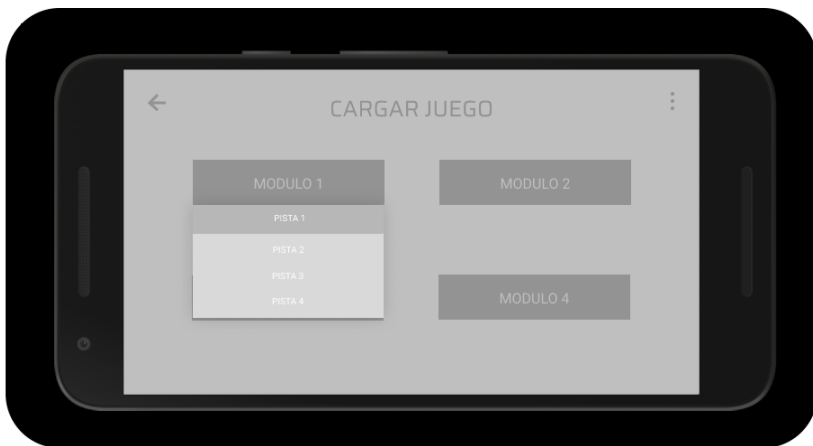 CARGAR JUEGO
MODULO 1
MODULO 2
PISTA 1
PISTA 2
PISTA 3
PISTA 4
MODULO 4